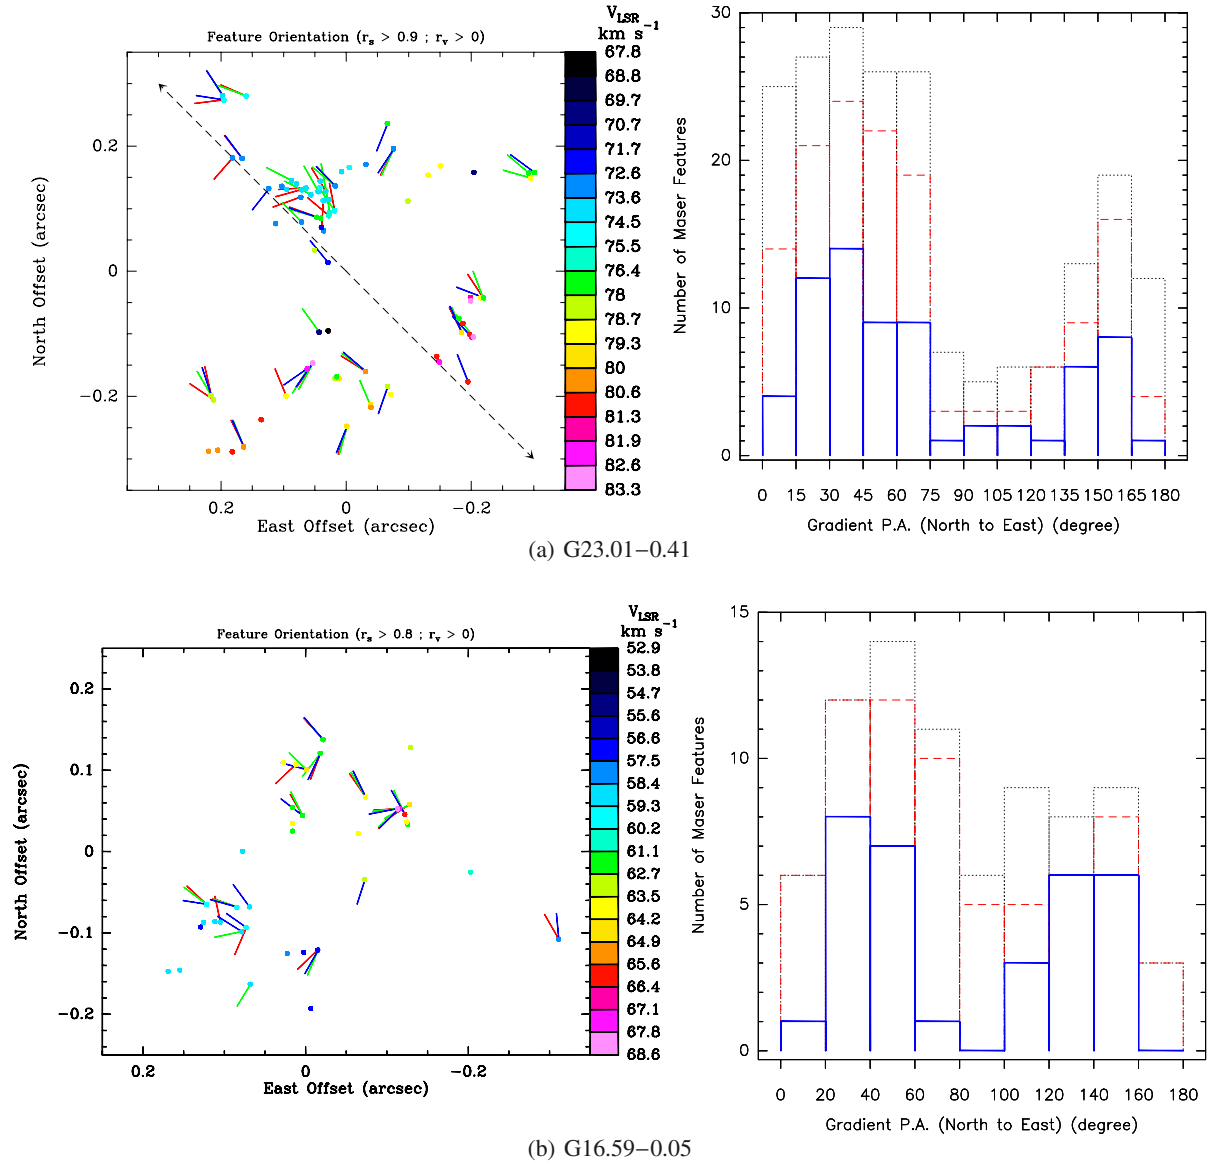 Feature Orientation (rs > 0.9 ; rv > 0)
VLSR
km s−1
67.8
68.8
69.7
70.7
71.7
72.6
73.6
74.5
75.5
76.4
78
78.7
79.3
80
80.6
81.3
81.9
82.6
83.3
North Offset (arcsec)
0.2
0
−0.2
0.2 0 −0.2
East Offset (arcsec)
Number of Maser Features
30
20
10
0
0 15 30 45 60 75 90 105 120 135 150 165 180
Gradient P.A. (North to East) (degree)
(a) G23.01−0.41
Feature Orientation (rs > 0.8 ; rv > 0)
VLSR
km s−1
52.9
53.8
54.7
55.6
56.6
57.5
58.4
59.3
60.2
61.1
62.7
63.5
64.2
64.9
65.6
66.4
67.1
67.8
68.6
North Offset (arcsec)
0.2
0.1
0
−0.1
−0.2
0.2 0 −0.2
East Offset (arcsec)
Number of Maser Features
15
10
5
0
0 20 40 60 80 100 120 140 160 180
Gradient P.A. (North to East) (degree)
(b) G16.59−0.05